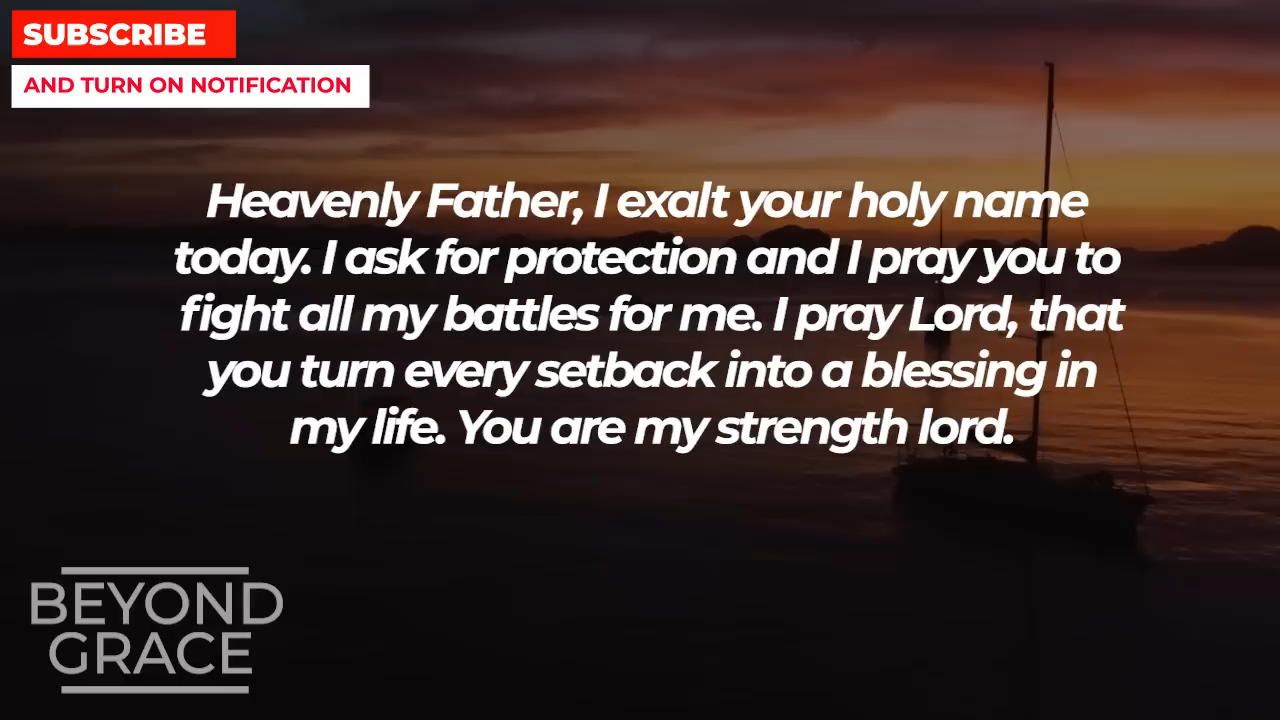 SUBSCRIBE
AND TURN ON NOTIFICATION
Heavenly Father, I exalt your holy name
today. I ask for protection and I pray you to
fight all my battles for me. I pray Lord, that
you turn every setback into a blessing in
my life. You are my strength lord.
BEYOND
GRACE